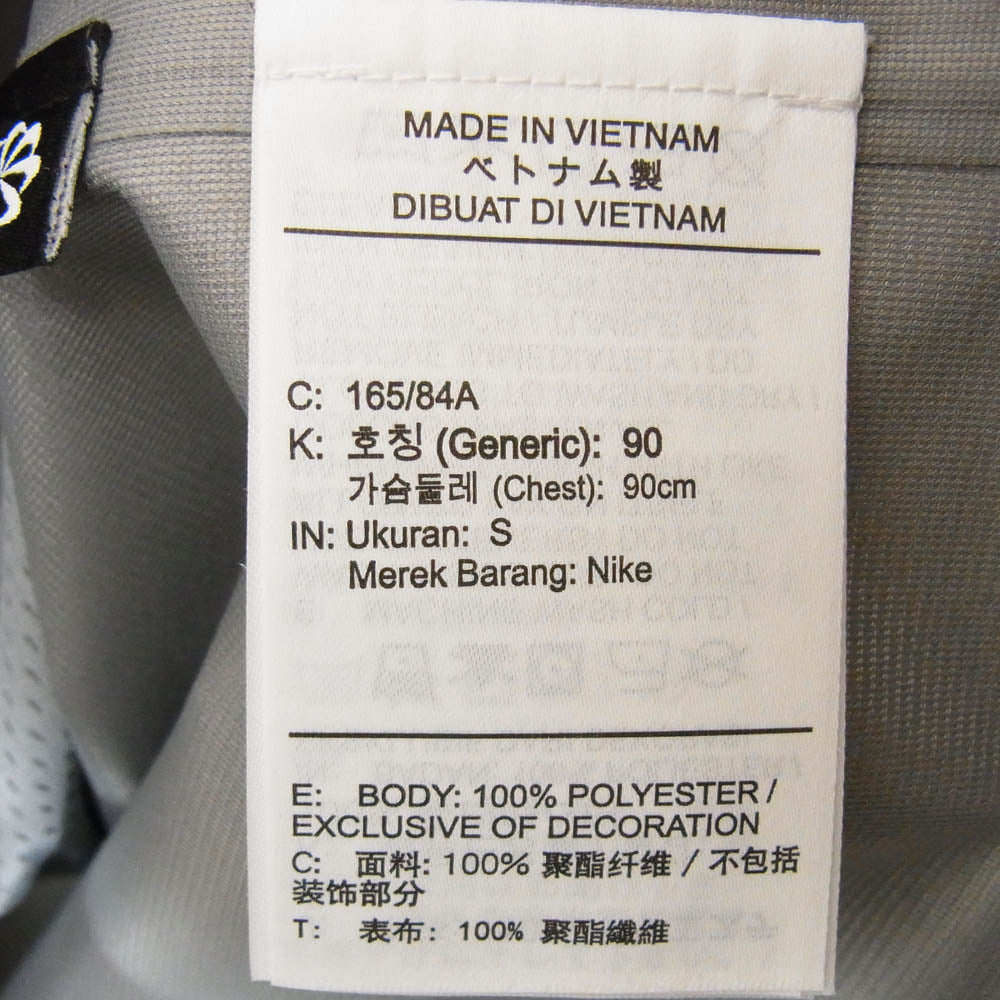 MADE IN VIETNAM
ベトナム製
DIBUAT DI VIETNAM
C: 165/84A
K: 호칭 (Generic): 90
가슴둘레 (Chest): 90cm
IN: Ukuran: S
Merek Barang: Nike
E: BODY: 100% POLYESTER /
EXCLUSIVE OF DECORATION
C: 面料: 100% 聚酯纤维 / 不包括
装饰部分
T: 表布: 100% 聚酯纖維